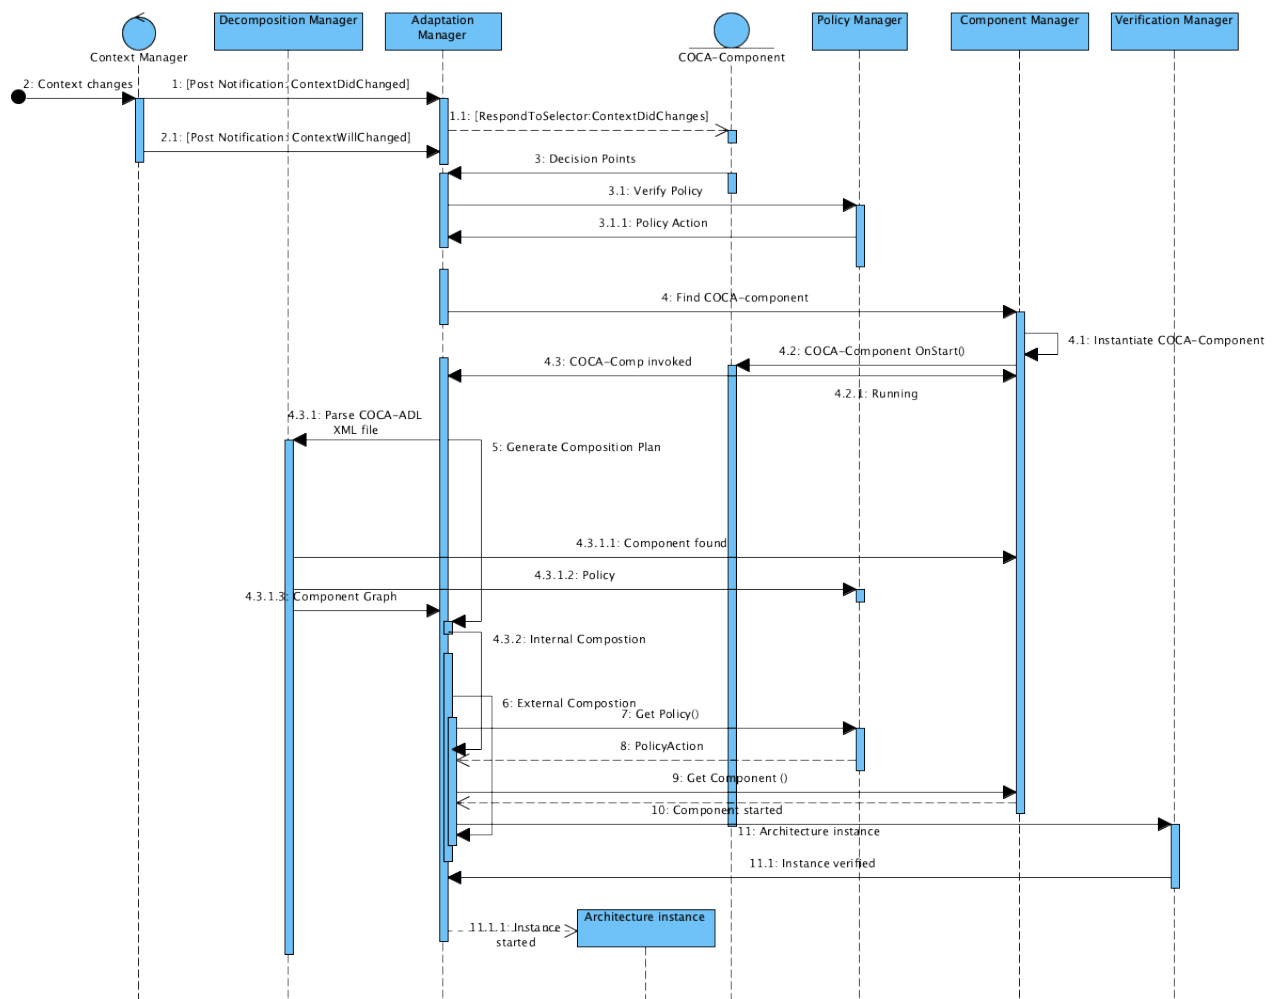 Decomposition Manager
Adaptation
Manager
Policy Manager
Component Manager
Verification Manager
Context Manager
COCA-Component
2: Context changes
1: [Post Notification: ContextDidChanged]
1.1: [RespondToSelector:ContextDidChanges]
2.1: [Post Notification: ContextWillChanged]
3: Decision Points
3.1: Verify Policy
3.1.1: Policy Action
4: Find COCA-component
4.1: Instantiate COCA-Component
4.2: COCA-Component OnStart()
4.3: COCA-Comp invoked
4.2.1: Running
4.3.1: Parse COCA-ADL
XML file
5: Generate Composition Plan
4.3.1.1: Component found
4.3.1.2: Policy
4.3.1.3: Component Graph
4.3.2: Internal Compostion
6: External Compostion
7: Get Policy()
8: PolicyAction
9: Get Component ()
10: Component started
11: Architecture instance
11.1: Instance verified
Architecture instance
11.1.1: Instance
started